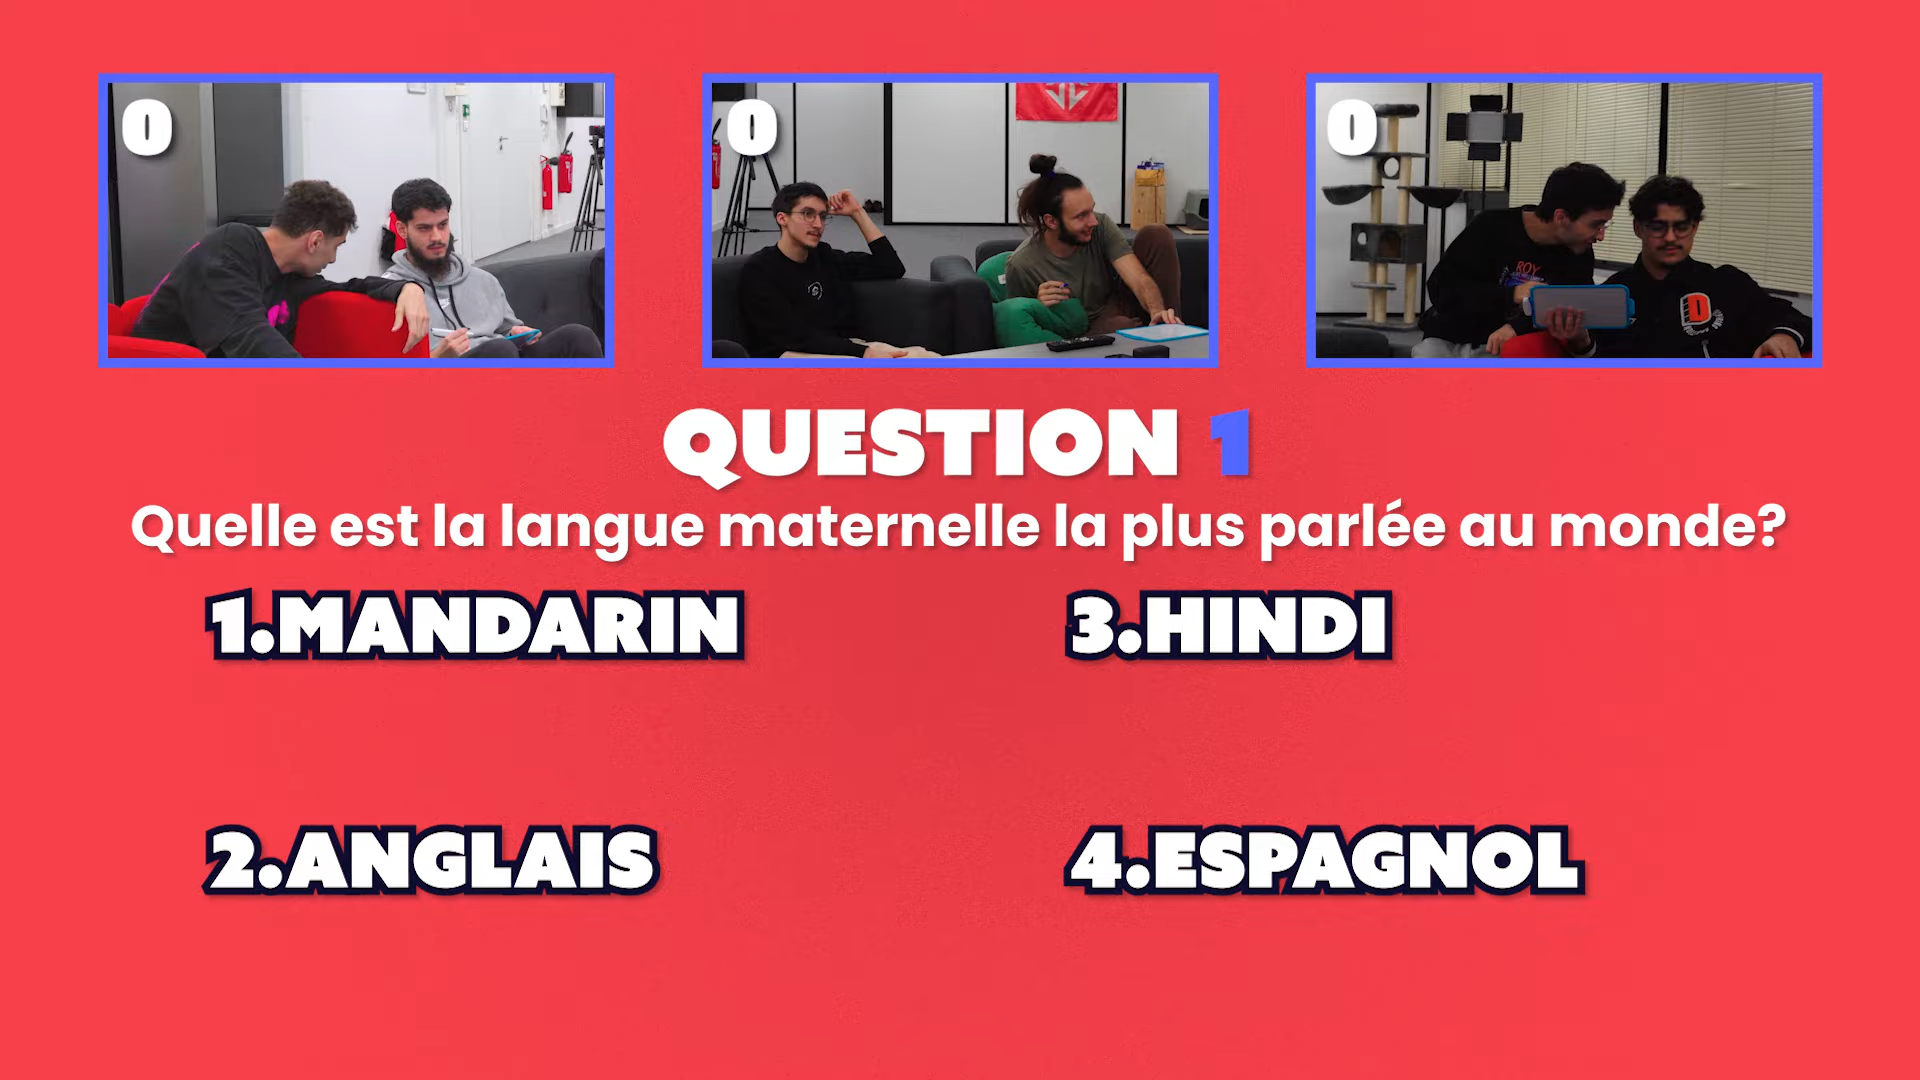 0
0
0
ROY
D
QUESTION 1
Quelle est la langue maternelle la plus parlée au monde?
1.MANDARIN
3.HINDI
2.ANGLAIS
4.ESPAGNOL